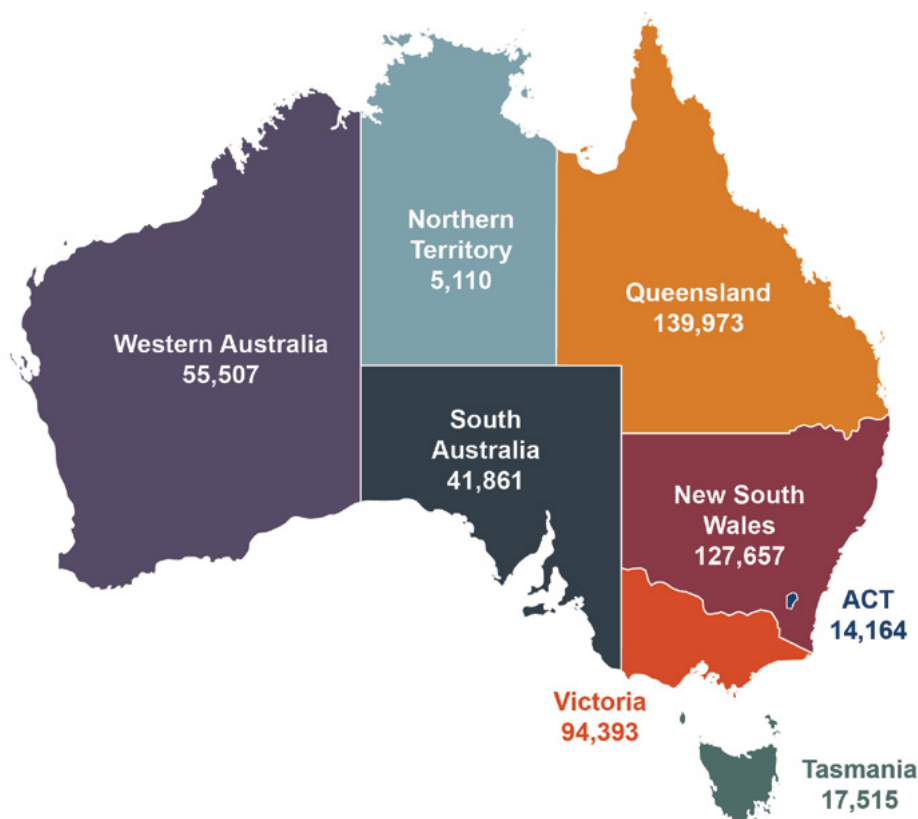 Northern
Territory
5,110
Queensland
139,973
Western Australia
55,507
South
Australia
41,861
New South
Wales
127,657
ACT
14,164
Victoria
94,393
Tasmania
17,515